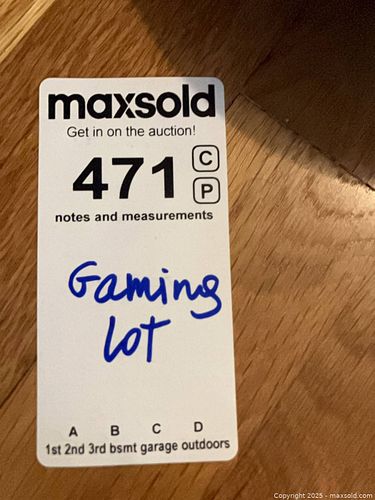 maxsold
Get in on the auction!
471 C
P
notes and measurements
Gaming
Lot
A B C D
1st 2nd 3rd bsmt garage outdoors
Copyright 2025 - maxsold.com